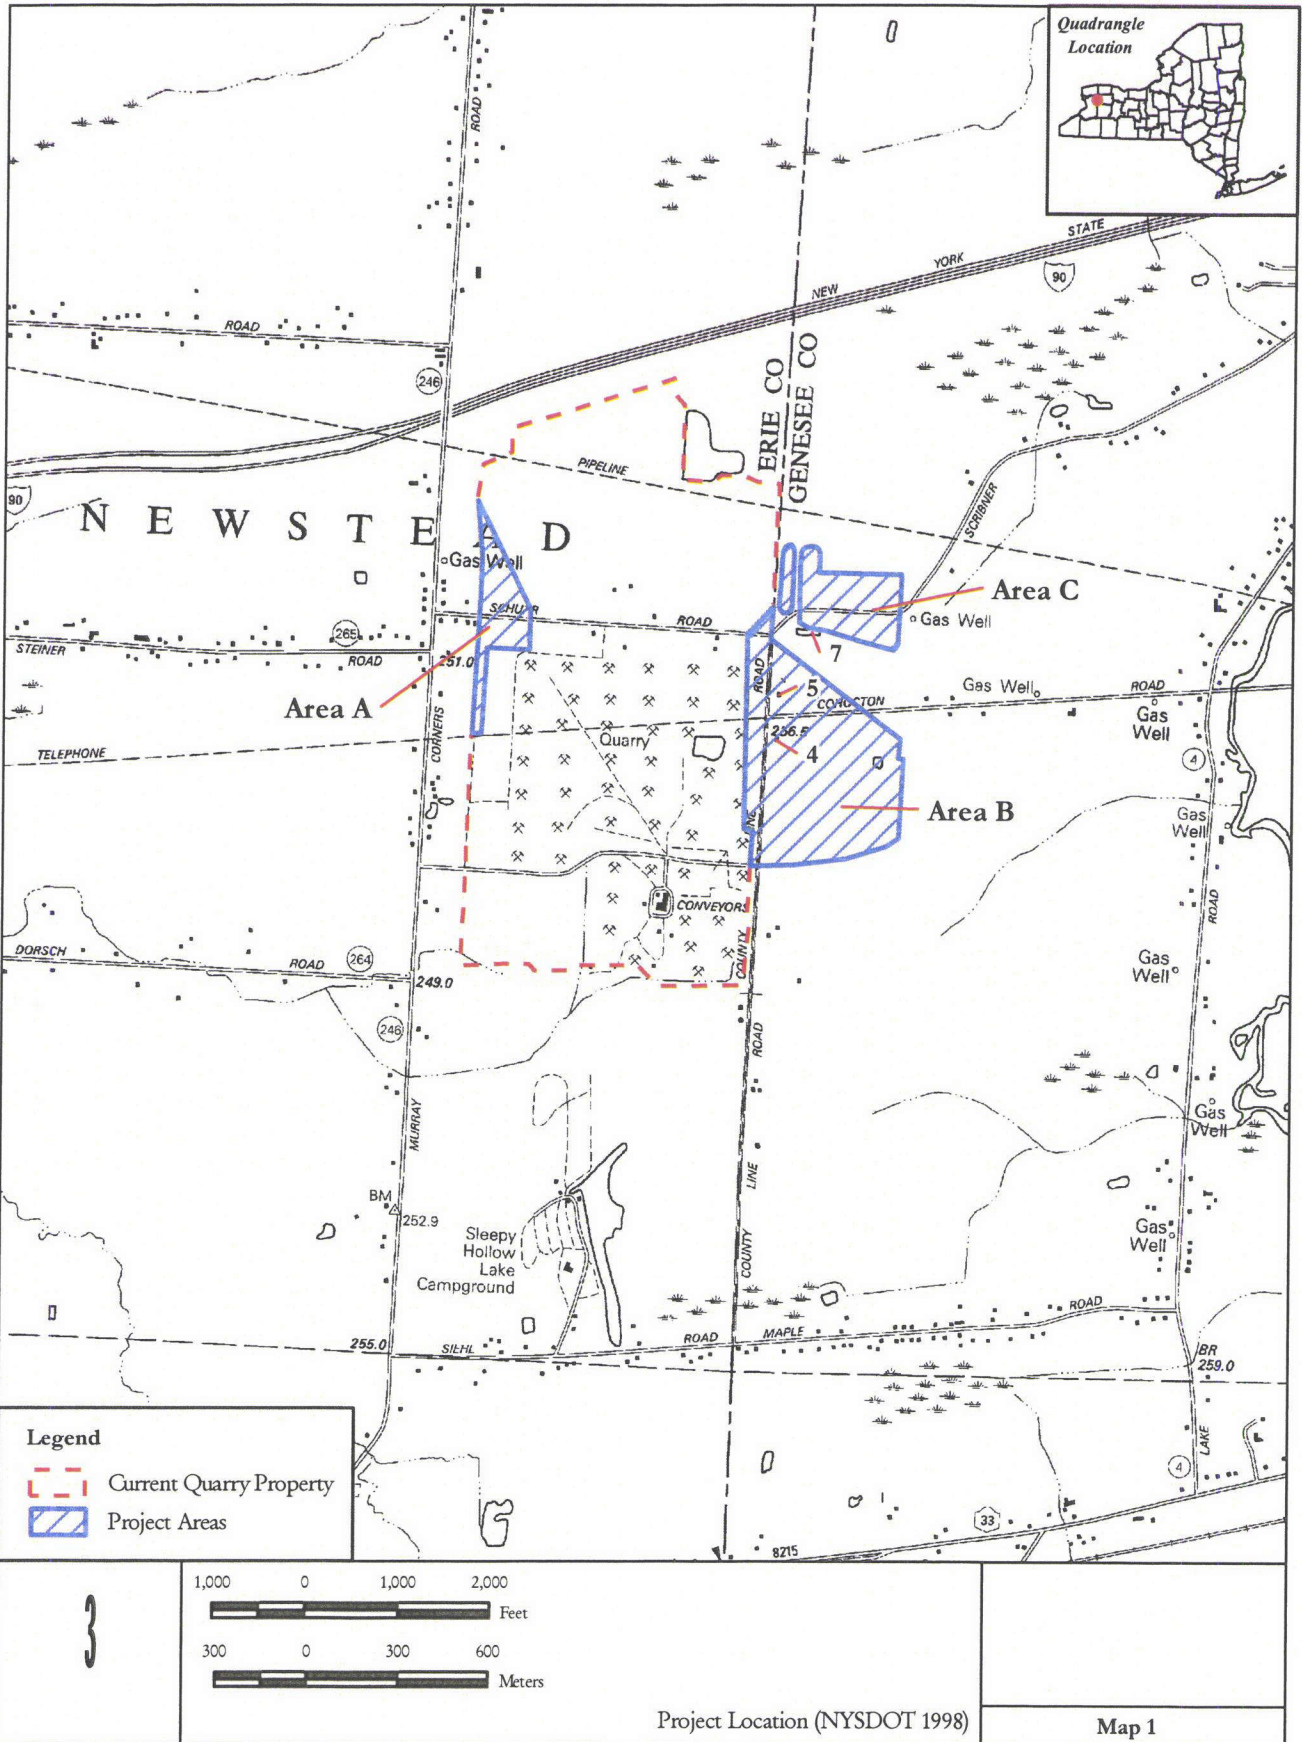 Quadrangle
Location
ROAD
STATE
YORK
90
NEW
ROAD
246
ERIE CO
GENESEE CO
PIPELINE
90
SCRIBNER
NEWSTEAD
Gas Well
Area C
SCHURR
ROAD
Gas Well
265
STEINER
ROAD
251.0
7
ROAD
5
Gas Well
ROAD
COHOCTON
Area A
Gas
Well
CORNERS
Quarry
256.5
4
TELEPHONE
4
Area B
Gas
Well
LINE
CONVEYORS
ROAD
DORSCH
ROAD
264
COUNTY
Gas
Well
249.0
246
ROAD
MURRAY
Gas
Well
LINE
BM
252.9
Sleepy
Hollow
Lake
Campground
Gas
Well
COUNTY
ROAD
MAPLE
ROAD
255.0
SIEHL
BR
259.0
LAKE
4
33
8215
Legend
Current Quarry Property
Project Areas
3
1,000 0 1,000 2,000
Feet
300 0 300 600
Meters
Project Location (NYSDOT 1998)
Map 1